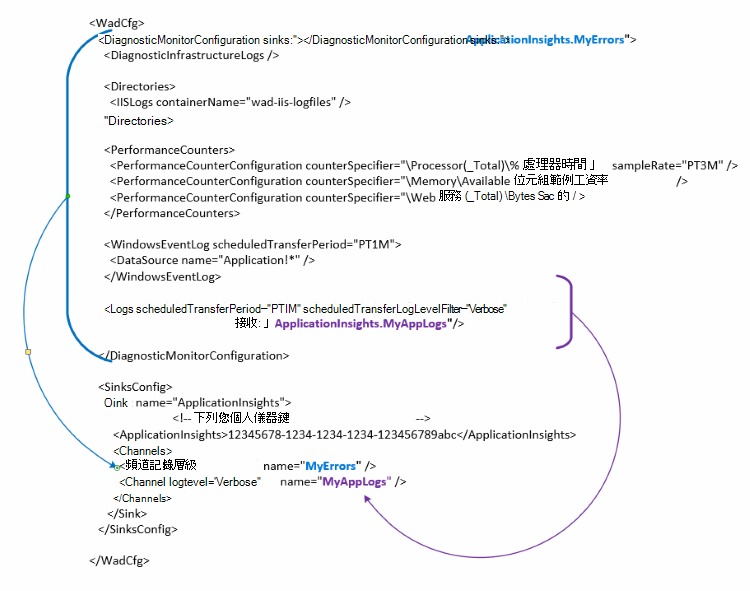 <WadCfg>
<DiagnosticMonitorConfiguration sinks:"></DiagnosticMonitorConfiguration ApplicationInsights.MyErrors">
<DiagnosticInfrastructureLogs />
<Directories>
<IISLogs containerName="wad-iis-logfiles" />
"Directories>
<PerformanceCounters>
<PerformanceCounterConfiguration counterSpecifier="\Processor(_Total)\% 處理器時間」 sampleRate="PT3M" />
<PerformanceCounterConfiguration counterSpecifier="\Memory\Available 位元組範例工資率 />
<PerformanceCounterConfiguration counterSpecifier="\Web 服務 (_Total) \Bytes Sac 的 / >
</PerformanceCounters>
<WindowsEventLog scheduledTransferPeriod="PT1M">
<DataSource name="Application!*" />
</WindowsEventLog>
<Logs scheduledTransferPeriod="PTIM" scheduledTransferLogLevelFilter="Verbose"
接收:」ApplicationInsights.MyAppLogs"/>
</DiagnosticMonitorConfiguration>
<SinksConfig>
Oink name="ApplicationInsights">
<!-- 下列您個人儀器鍵 -->
<ApplicationInsights>12345678-1234-1234-1234-123456789abc</ApplicationInsights>
<Channels>
<頻道記錄層級 name="MyErrors" />
<Channel logtevel="Verbose" name="MyAppLogs" />
</Channels>
</Sink>
</SinksConfig>
</WadCfg>